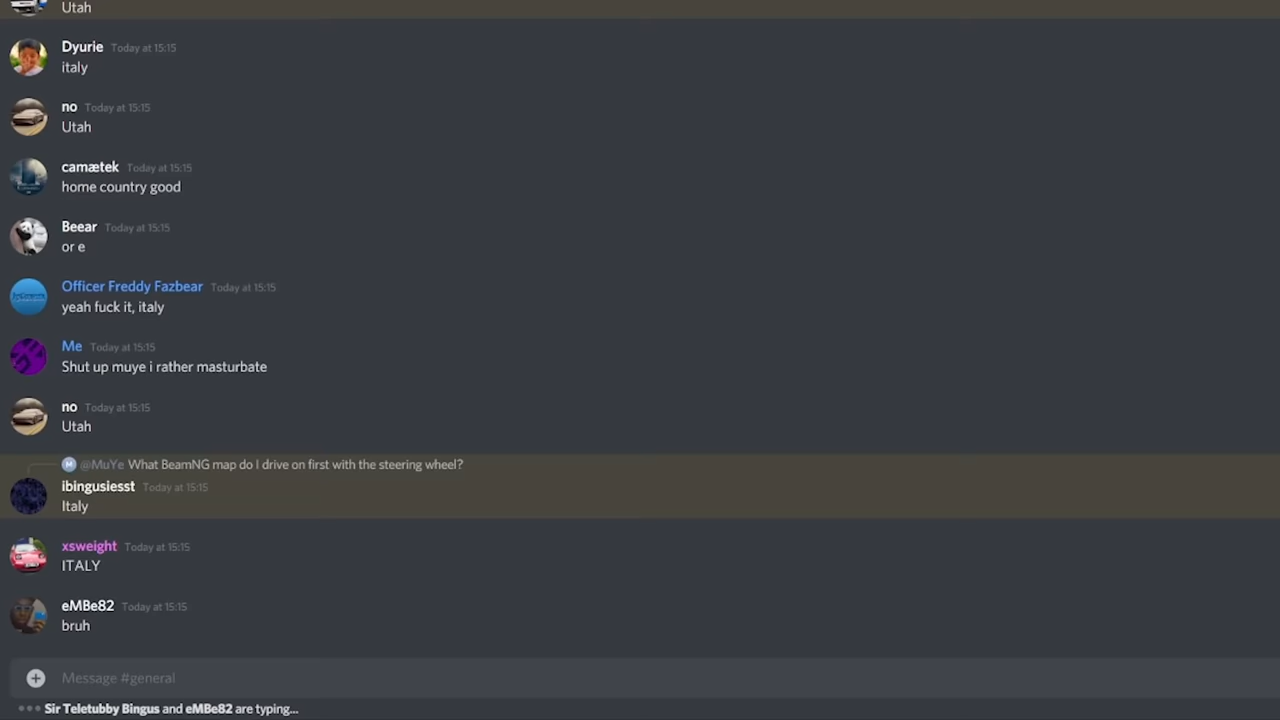 Utah
Dyurie Today at 15:15
italy
no Today at 15:15
Utah
camætek Today at 15:15
home country good
Beear Today at 15:15
or e
Officer Freddy Fazbear Today at 15:15
yeah fuck it, italy
Me Today at 15:15
Shut up muye i rather masturbate
no Today at 15:15
Utah
M @MuYe What BeamNG map do I drive on first with the steering wheel?
ibingusiesst Today at 15:15
Italy
xsweight Today at 15:15
ITALY
eMBe82 Today at 15:15
bruh
Message #general
Sir Teletubby Bingus and eMBe82 are typing...